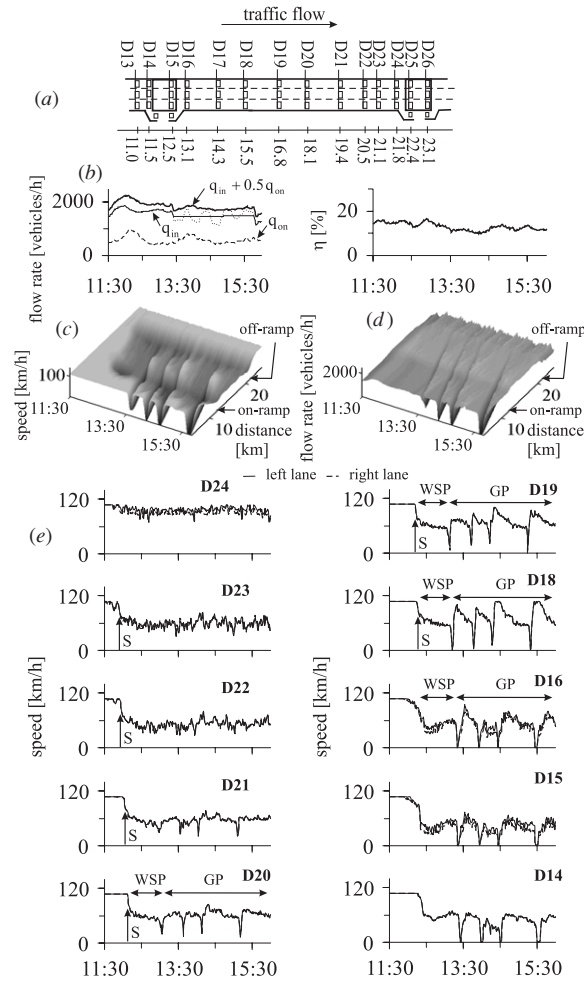 traffic flow
D13 D14 D15 D16 D17 D18 D19 D20 D21 D22 D23 D24 D25 D26
(a)
11.0 11.5 12.5 13.1 14.3 15.5 16.8 18.1 19.4 20.5 21.1 21.8 22.4 23.1
(b)
flow rate [vehicles/h]
2000
0
q_in + 0.5q_on
q_in
q_on
11:30 13:30 15:30
η [%]
20
0
11:30 13:30 15:30
(c)
speed [km/h]
100
11:30
13:30
15:30
off-ramp
20
on-ramp
10 distance
[km]
(d)
flow rate [vehicles/h]
2000
11:30
13:30
15:30
off-ramp
20
on-ramp
10 distance
[km]
left lane right lane
(e)
speed [km/h]
D24
120
0
D23
120
0
S
D22
120
0
S
D21
120
0
S
D20
WSP GP
120
0
S
11:30 13:30 15:30
speed [km/h]
WSP GP D19
120
0
S
D18
WSP GP
120
0
S
D16
WSP GP
120
0
D15
120
0
D14
120
0
11:30 13:30 15:30